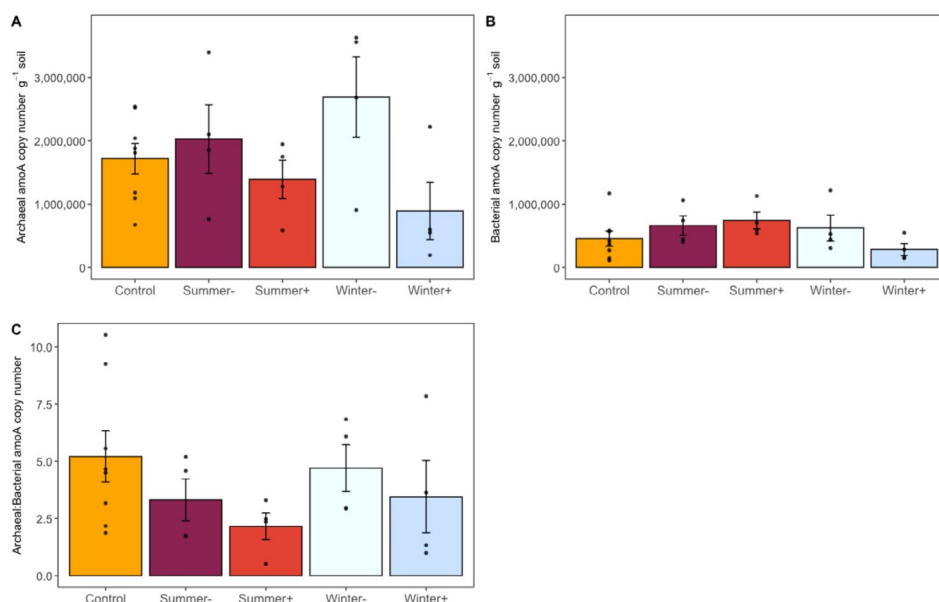 A
Archaeal amoA copy number g⁻¹ soil
3,000,000
2,000,000
1,000,000
0
Control Summer- Summer+ Winter- Winter+
B
Bacterial amoA copy number g⁻¹ soil
3,000,000
2,000,000
1,000,000
0
Control Summer- Summer+ Winter- Winter+
C
Archaeal:Bacterial amoA copy number
10.0
7.5
5.0
2.5
0.0
Control Summer- Summer+ Winter- Winter+